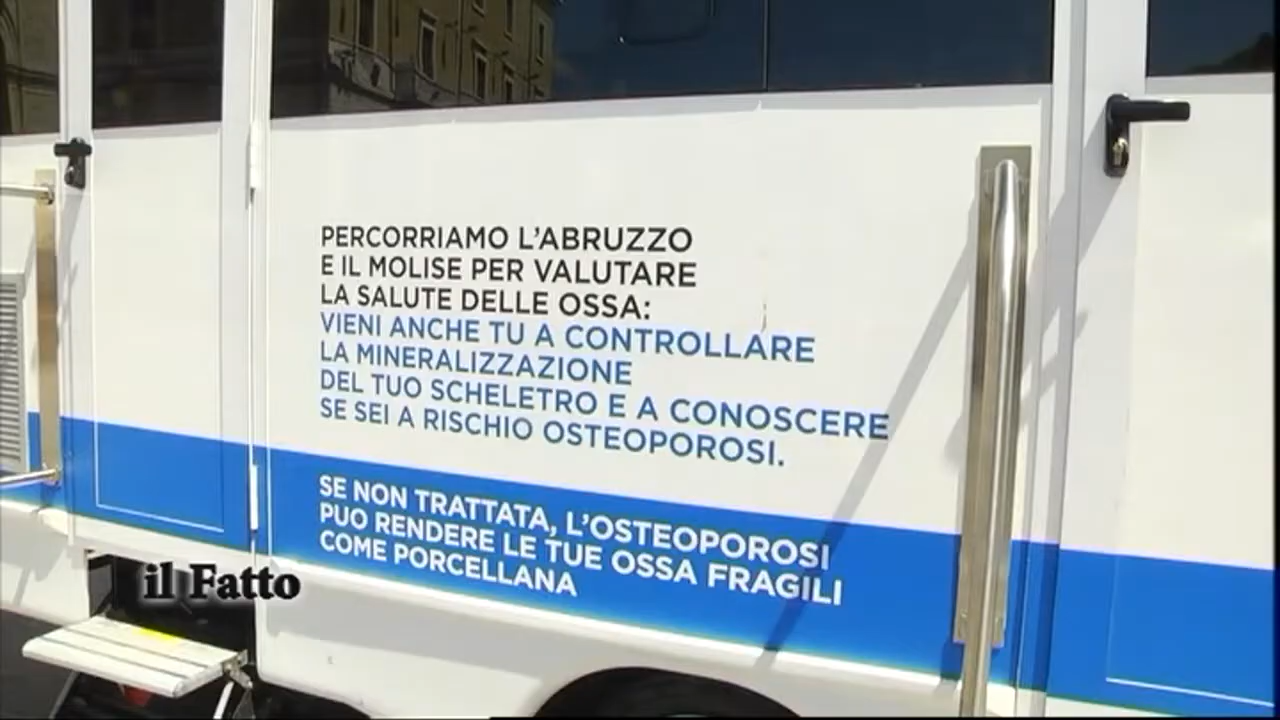 PERCORRIAMO L'ABRUZZO
E IL MOLISE PER VALUTARE
LA SALUTE DELLE OSSA:
VIENI ANCHE TU A CONTROLLARE
LA MINERALIZZAZIONE
DEL TUO SCHELETRO E A CONOSCERE
SE SEI A RISCHIO OSTEOPOROSI.
SE NON TRATTATA, L'OSTEOPOROSI
PUO RENDERE LE TUE OSSA FRAGILI
COME PORCELLANA
il Fatto